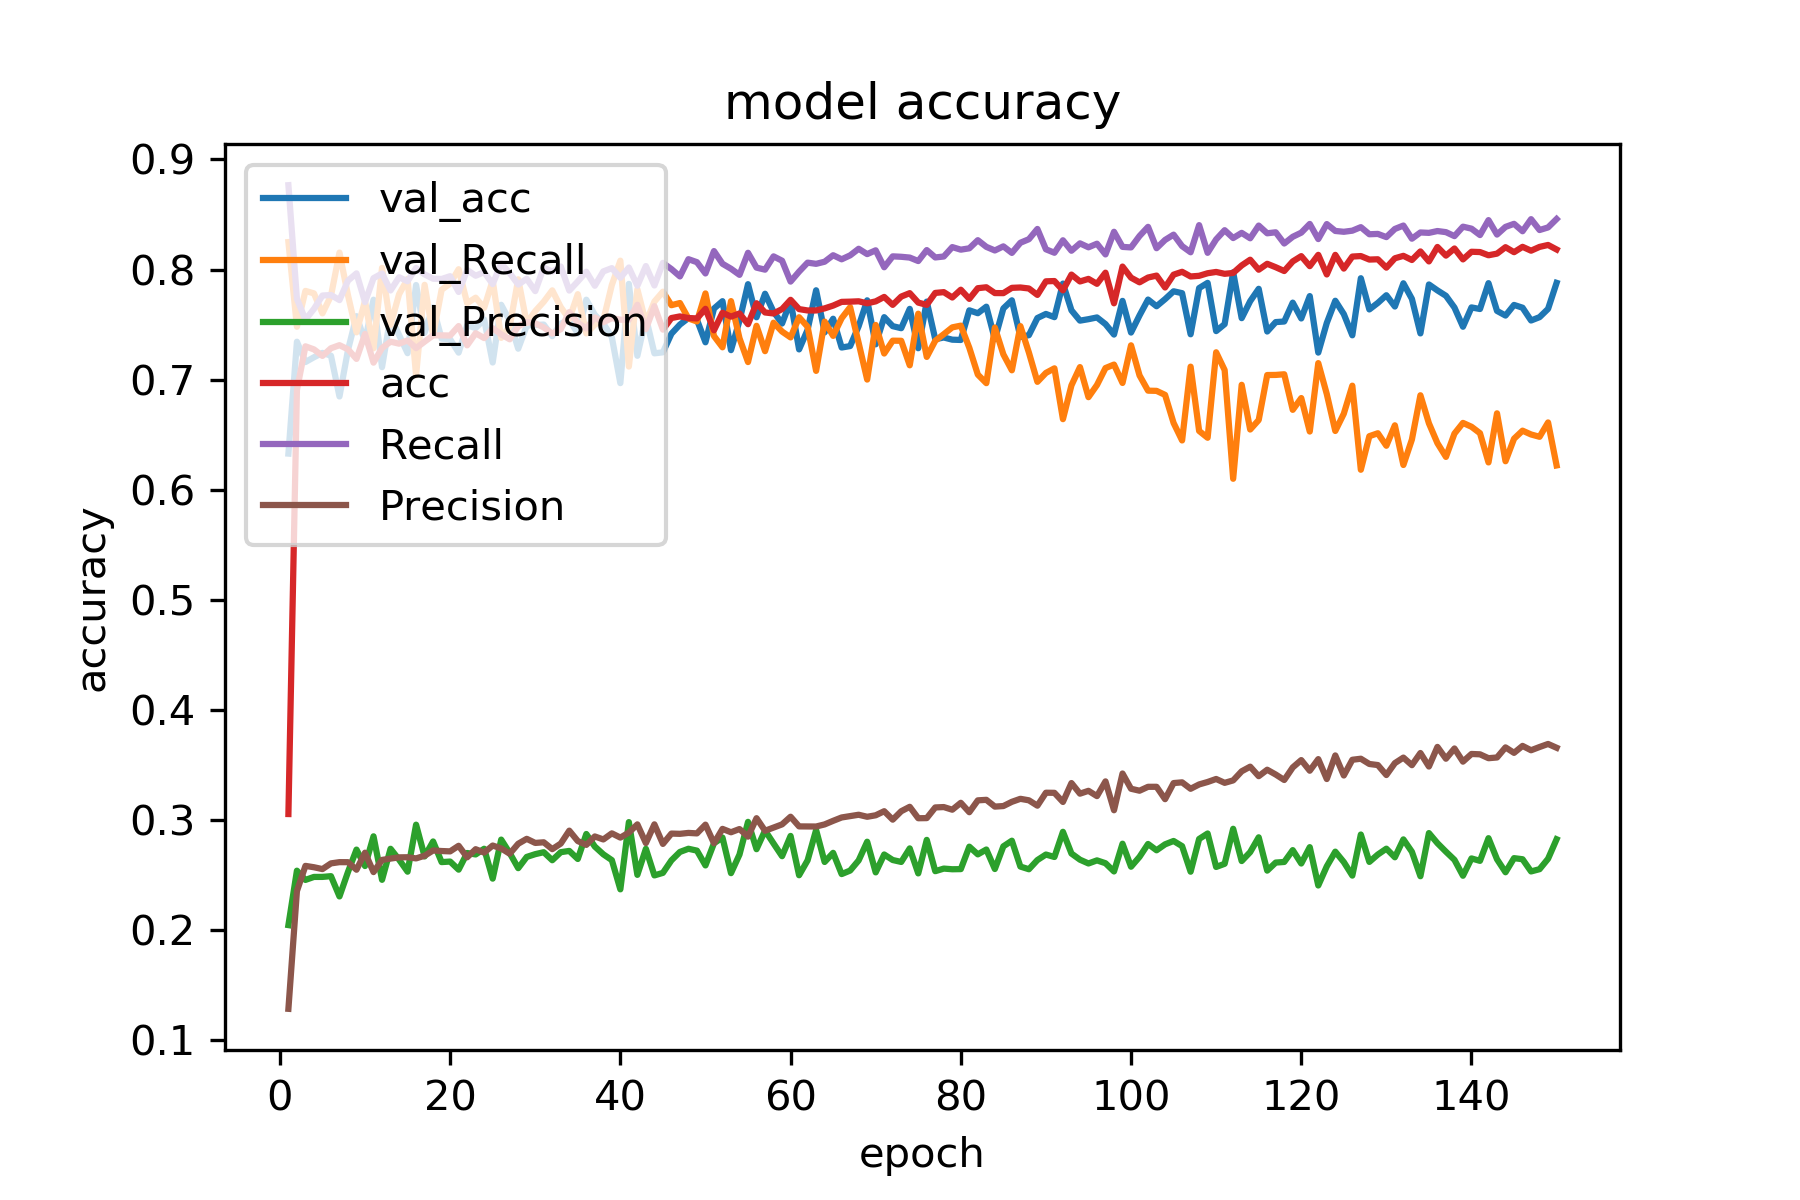 model accuracy
0.9
0.8
0.7
0.6
0.5
0.4
0.3
0.2
0.1
accuracy
val_acc
val_Recall
val_Precision
acc
Recall
Precision
0 20 40 60 80 100 120 140
epoch